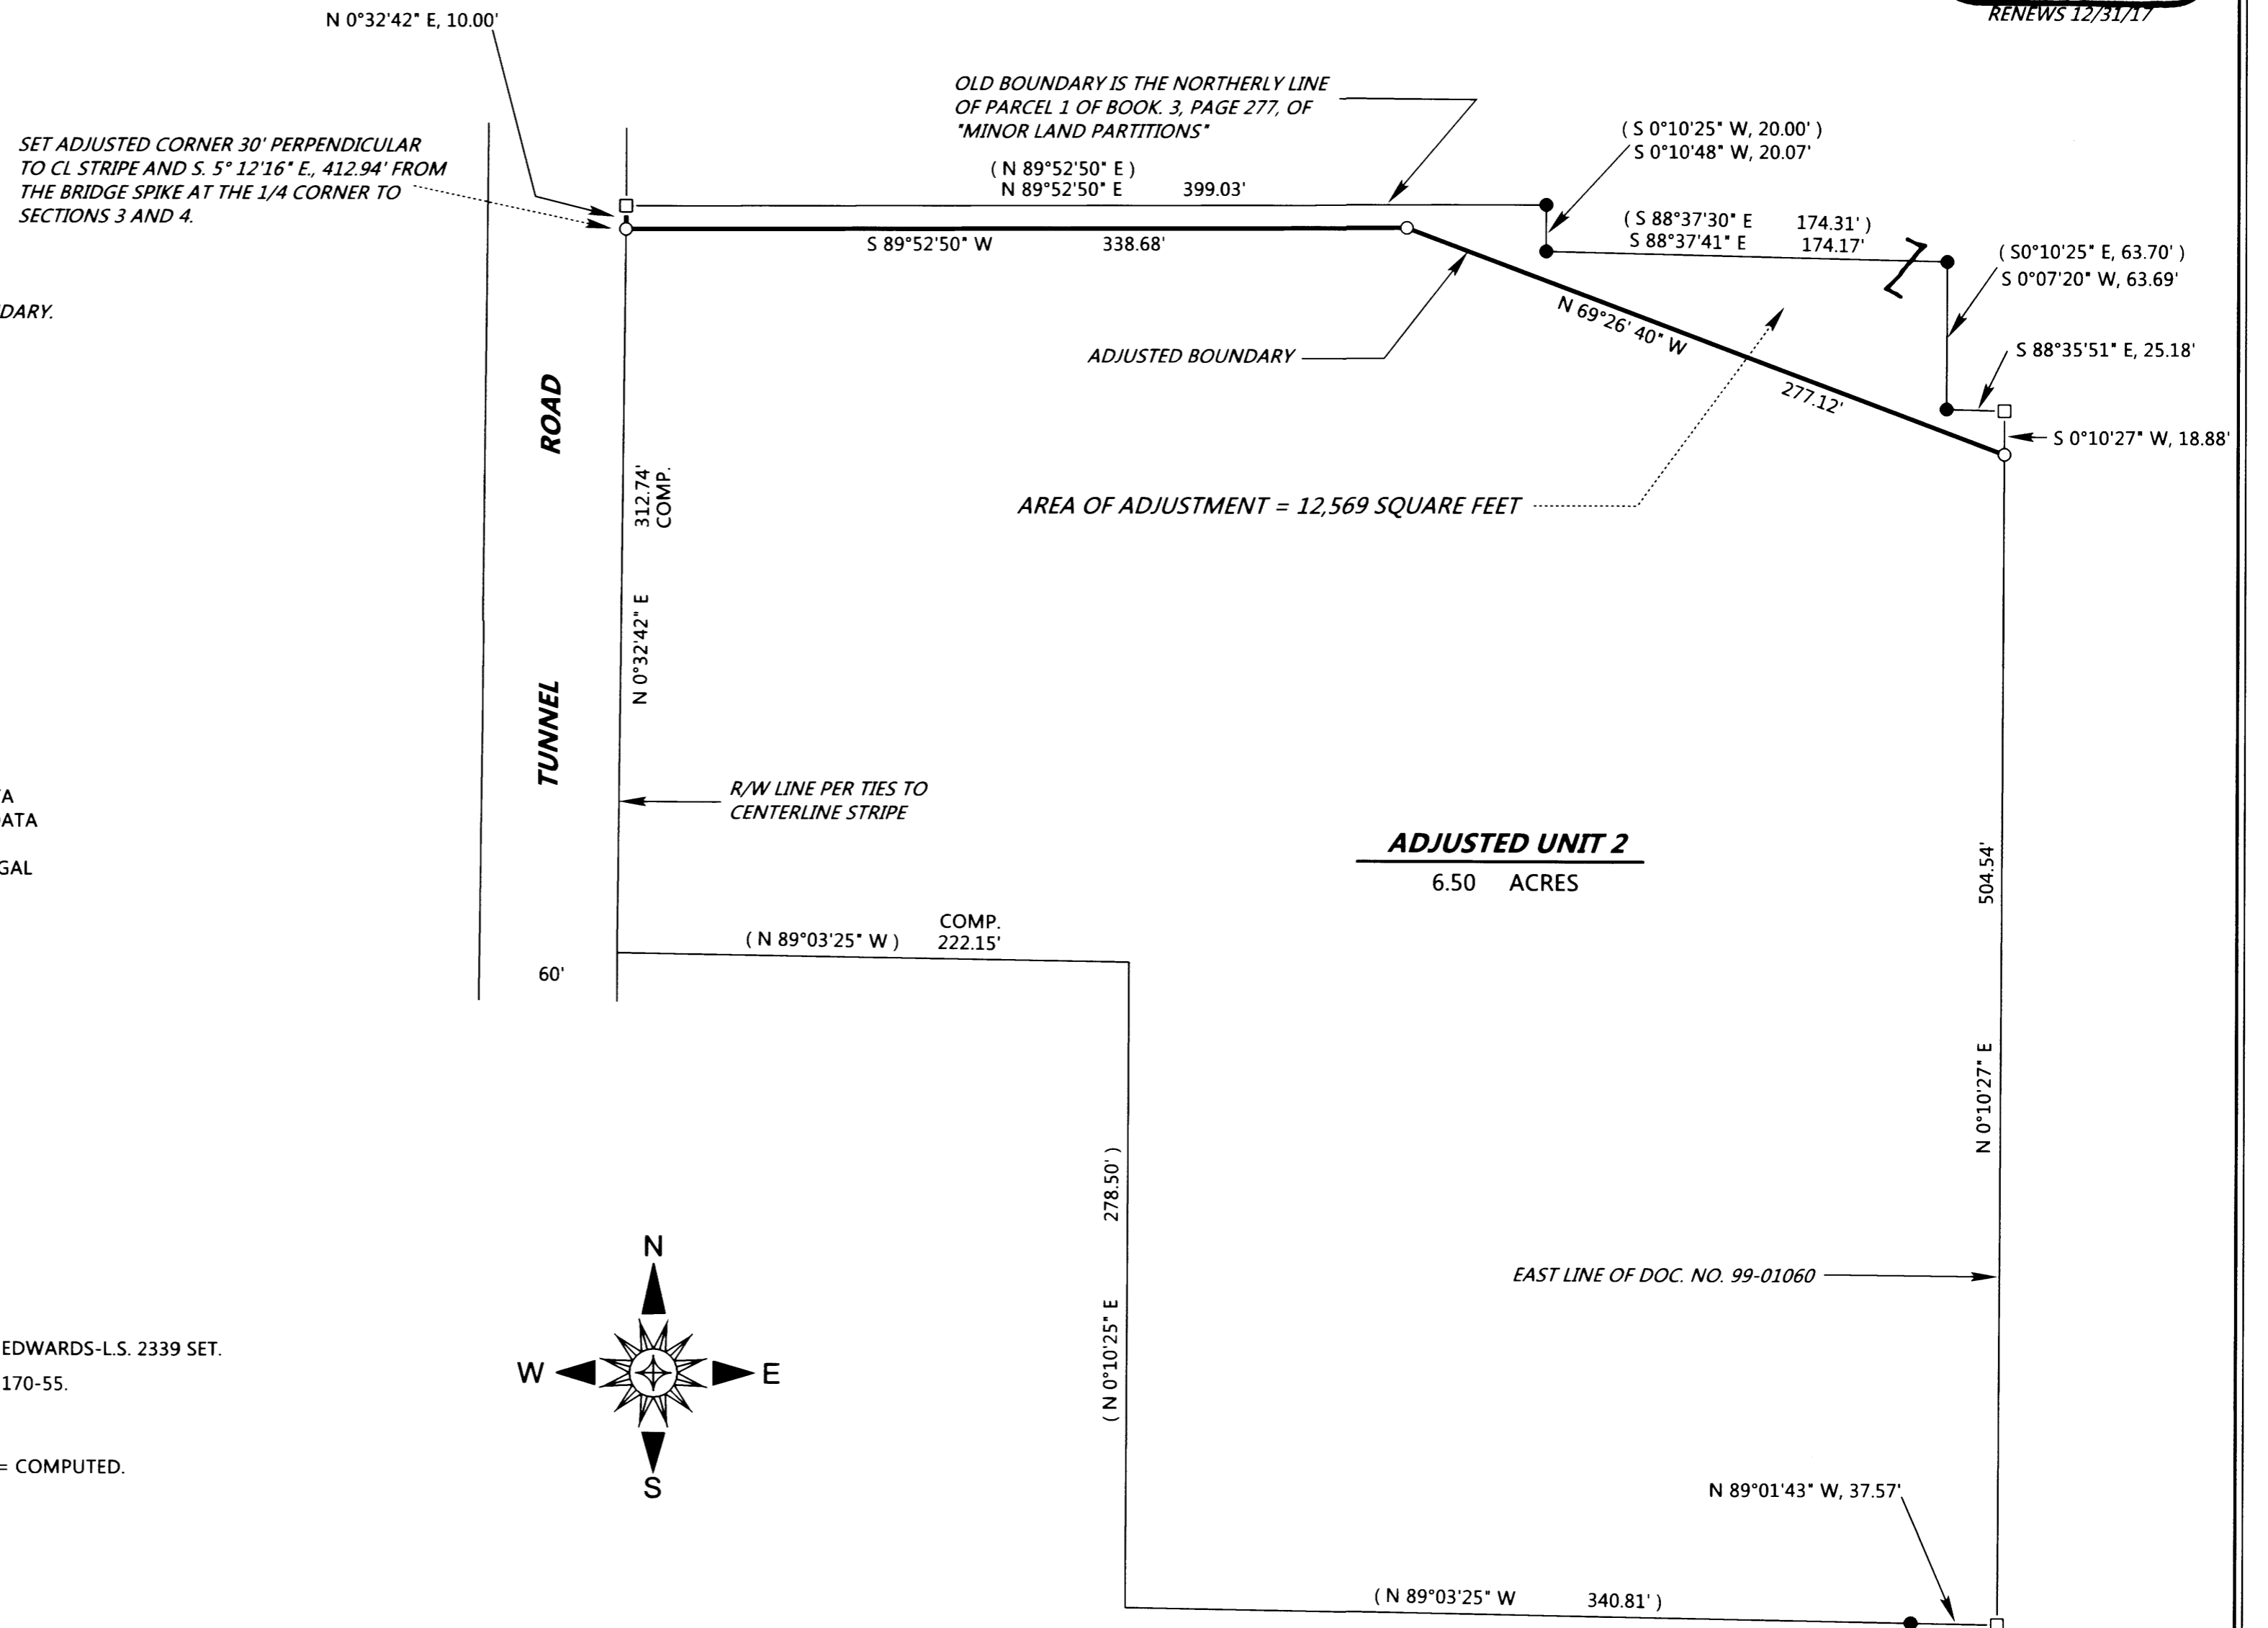 RENEWS 12/31/17
N 0°32'42" E, 10.00'
OLD BOUNDARY IS THE NORTHERLY LINE
OF PARCEL 1 OF BOOK. 3, PAGE 277, OF
"MINOR LAND PARTITIONS"
SET ADJUSTED CORNER 30' PERPENDICULAR
TO CL STRIPE AND S. 5° 12'16" E., 412.94' FROM
THE BRIDGE SPIKE AT THE 1/4 CORNER TO
SECTIONS 3 AND 4.
( N 89°52'50" E )
N 89°52'50" E 399.03'
( S 0°10'25" W, 20.00' )
S 0°10'48" W, 20.07'
( S 88°37'30" E 174.31' )
S 88°37'41" E 174.17'
( S0°10'25" E, 63.70' )
S 0°07'20" W, 63.69'
S 89°52'50" W 338.68'
DARY.
N 69°26' 40" W 277.12'
ADJUSTED BOUNDARY
S 88°35'51" E, 25.18'
S 0°10'27" W, 18.88'
AREA OF ADJUSTMENT = 12,569 SQUARE FEET
TUNNEL ROAD
N 0°32'42" E 312.74'
COMP.
R/W LINE PER TIES TO
CENTERLINE STRIPE
TA
DATA
GAL
ADJUSTED UNIT 2
6.50 ACRES
N 0°10'27" E 504.54'
COMP.
( N 89°03'25" W ) 222.15'
60'
( N 0°10'25" E 278.50' )
EAST LINE OF DOC. NO. 99-01060
N
W E
S
EDWARDS-L.S. 2339 SET.
170-55.
= COMPUTED.
N 89°01'43" W, 37.57'
( N 89°03'25" W 340.81' )